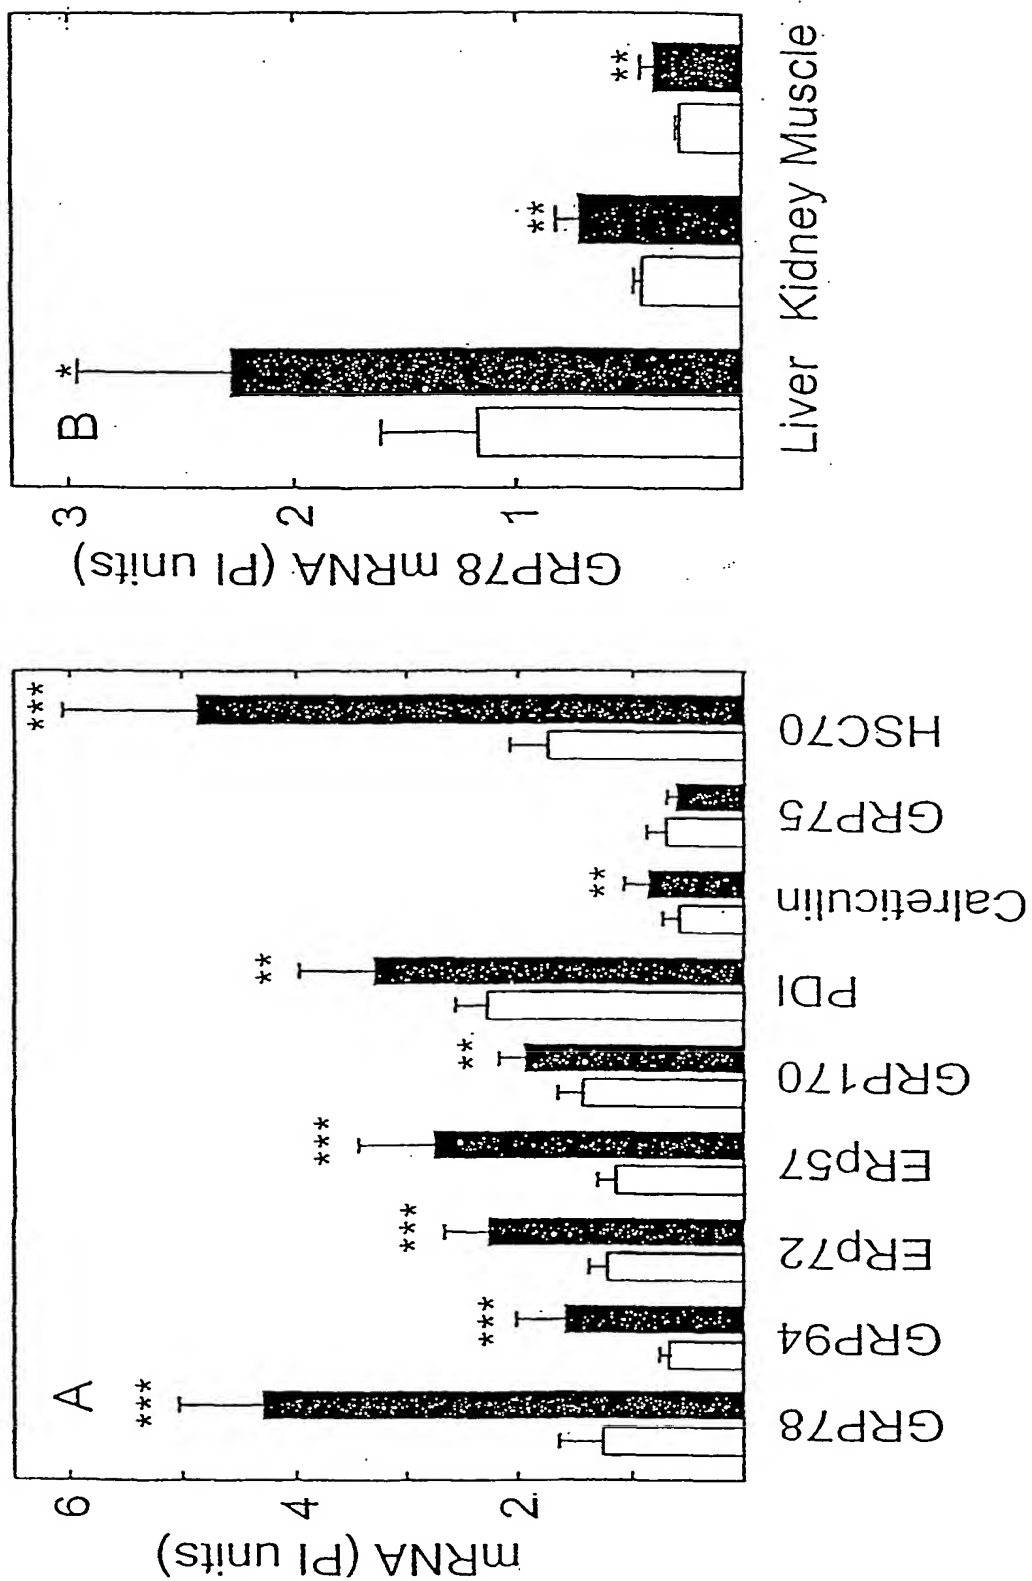 A
mRNA (PI units)
6
4
2
***
***
***
***
**
**
**
***
GRP78
GRP94
ERp72
ERp57
GRP170
PDI
Calreticulin
GRP75
HSC70
B
GRP78 mRNA (PI units)
3
2
1
*
**
**
Liver Kidney Muscle